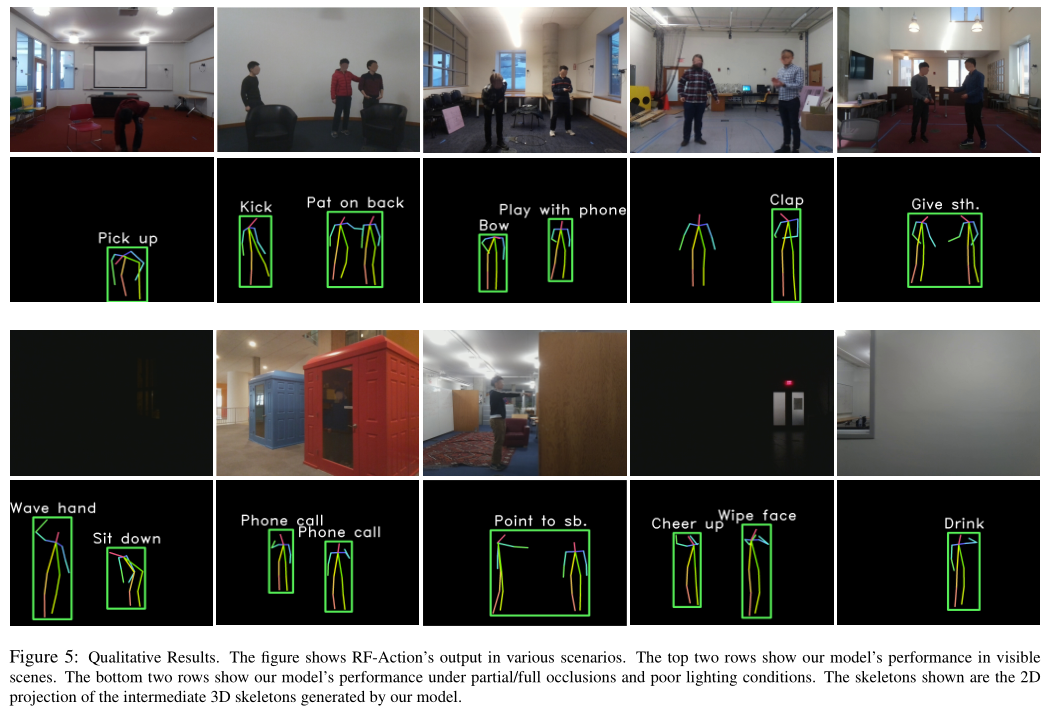 Pick up
Kick
Pat on back
Bow
Play with phone
Clap
Give sth.
Wave hand
Sit down
Phone call
Phone call
Point to sb.
Cheer up
Wipe face
Drink
Figure 5: Qualitative Results. The figure shows RF-Action's output in various scenarios. The top two rows show our model's performance in visible
scenes. The bottom two rows show our model's performance under partial/full occlusions and poor lighting conditions. The skeletons shown are the 2D
projection of the intermediate 3D skeletons generated by our model.